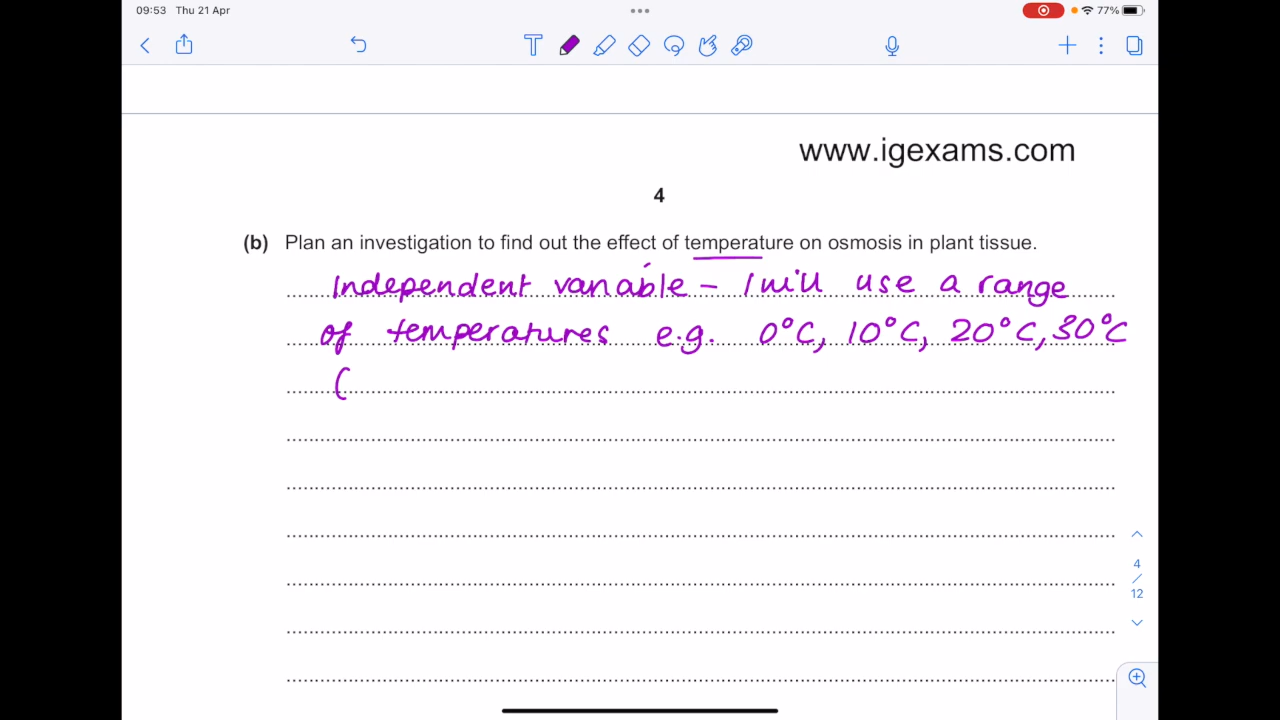 09:53 Thu 21 Apr
77%
www.igexams.com
4
(b) Plan an investigation to find out the effect of temperature on osmosis in plant tissue.
Independent variable - I will use a range
of temperatures e.g. 0°C, 10°C, 20°C, 30°C
(
4
/
12